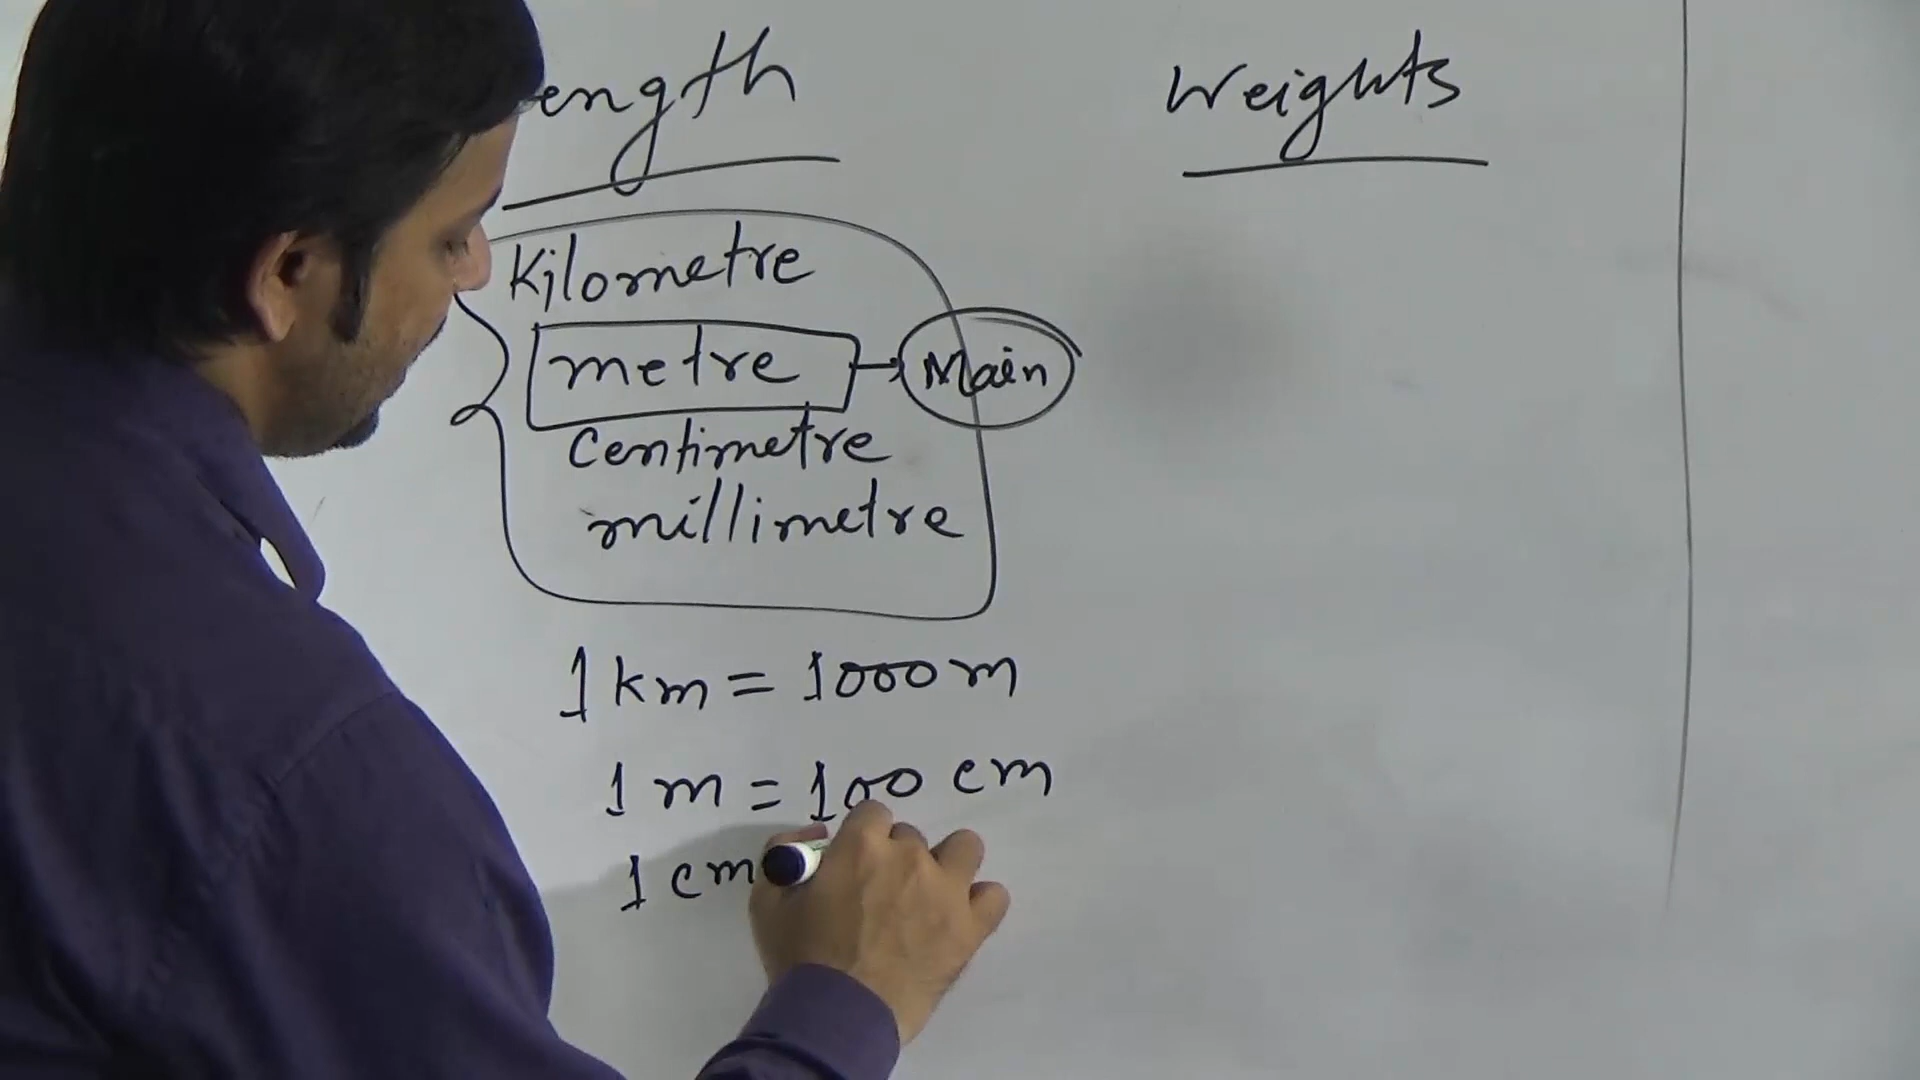 ength
Weights
Kilometre
metre → Main
Centimetre
millimetre
1 km = 1000 m
1 m = 100 cm
1 cm